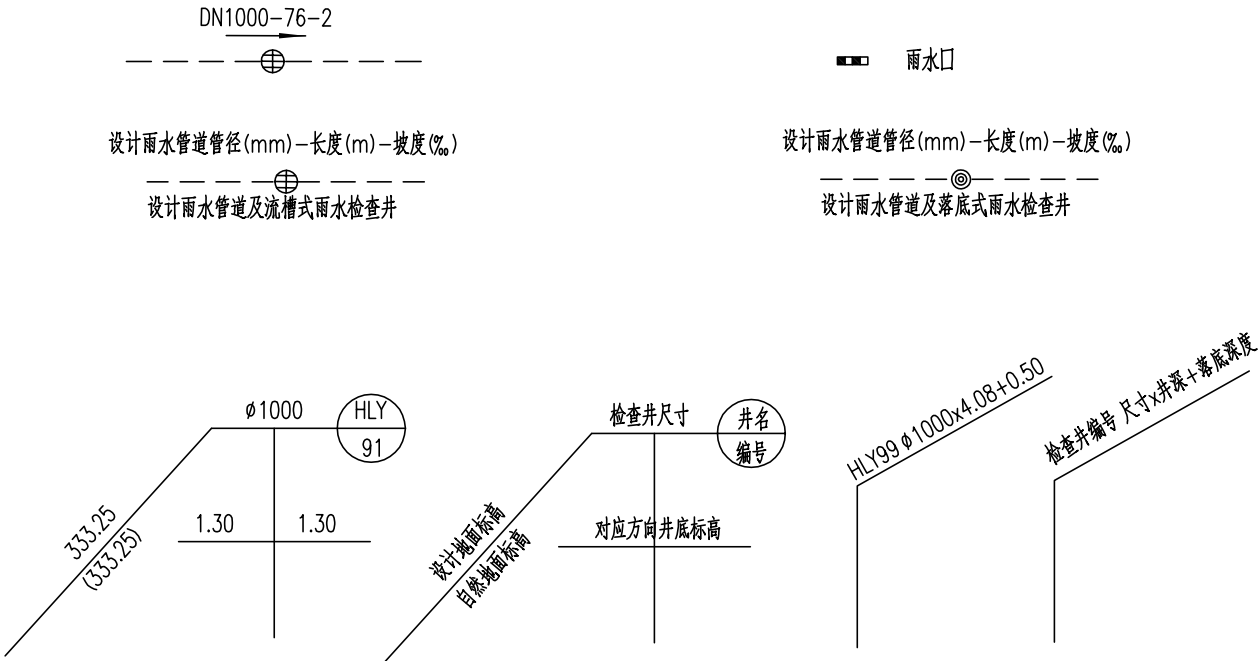 DN1000-76-2
雨水口
设计雨水管道管径(mm)-长度(m)-坡度(‰)
设计雨水管道及流槽式雨水检查井
设计雨水管道管径(mm)-长度(m)-坡度(‰)
设计雨水管道及落底式雨水检查井
ø1000
HLY
91
333.25
(333.25)
1.30
1.30
检查井尺寸
井名
编号
设计地面标高
自然地面标高
对应方向井底标高
HLY99 ø1000x4.08+0.50
检查井编号 尺寸x井深+落底深度